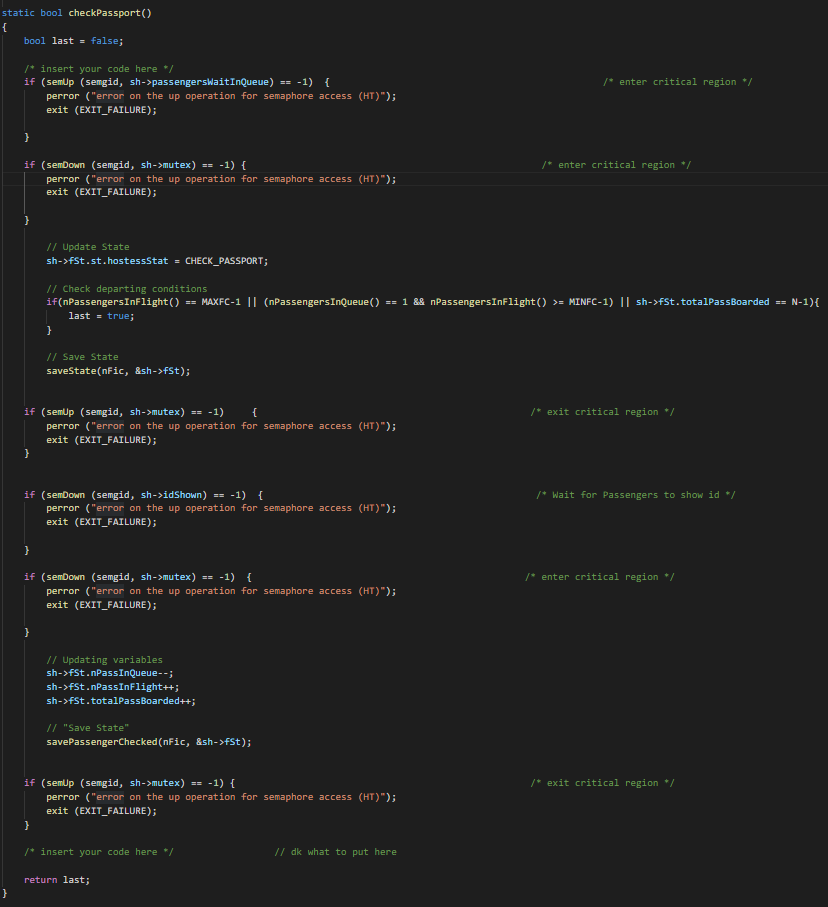 static bool checkPassport()
{
bool last = false;
/* insert your code here */
if (semUp (semgid, sh->passengersWaitInQueue) == -1)  { /* enter critical region */
perror ("error on the up operation for semaphore access (HT)");
exit (EXIT_FAILURE);
}
if (semDown (semgid, sh->mutex) == -1) { /* enter critical region */
perror ("error on the up operation for semaphore access (HT)");
exit (EXIT_FAILURE);
}
// Update State
sh->fSt.st.hostessStat = CHECK_PASSPORT;
// Check departing conditions
if(nPassengersInFlight() == MAXFC-1 || (nPassengersInQueue() == 1 && nPassengersInFlight() >= MINFC-1) || sh->fSt.totalPassBoarded == N-1){
last = true;
}
// Save State
saveState(nFic, &sh->fSt);
if (semUp (semgid, sh->mutex) == -1)     { /* exit critical region */
perror ("error on the up operation for semaphore access (HT)");
exit (EXIT_FAILURE);
}
if (semDown (semgid, sh->idShown) == -1)  { /* Wait for Passengers to show id */
perror ("error on the up operation for semaphore access (HT)");
exit (EXIT_FAILURE);
}
if (semDown (semgid, sh->mutex) == -1)  { /* enter critical region */
perror ("error on the up operation for semaphore access (HT)");
exit (EXIT_FAILURE);
}
// Updating variables
sh->fSt.nPassInQueue--;
sh->fSt.nPassInFlight++;
sh->fSt.totalPassBoarded++;
// "Save State"
savePassengerChecked(nFic, &sh->fSt);
if (semUp (semgid, sh->mutex) == -1) { /* exit critical region */
perror ("error on the up operation for semaphore access (HT)");
exit (EXIT_FAILURE);
}
/* insert your code here */ // dk what to put here
return last;
}